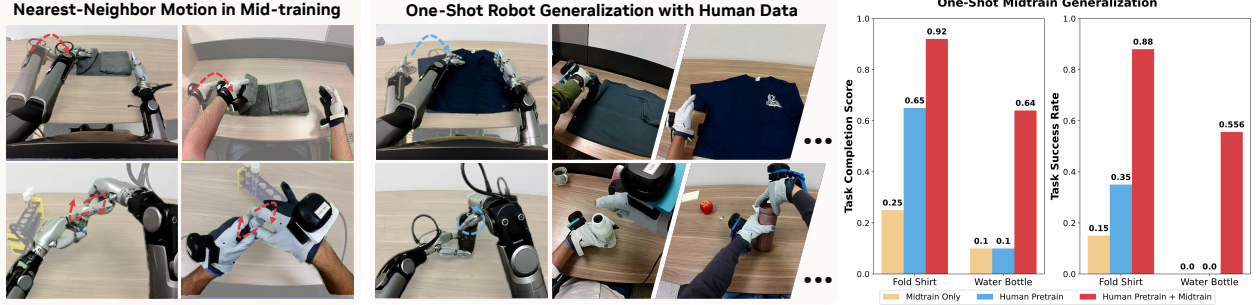 Nearest-Neighbor Motion in Mid-training
One-Shot Robot Generalization with Human Data
One-Shot Midtrain Generalization
Task Completion Score
1.0
0.8
0.6
0.4
0.2
0.0
0.25
0.65
0.92
0.1
0.1
0.64
Fold Shirt
Water Bottle
Task Success Rate
1.0
0.8
0.6
0.4
0.2
0.0
0.15
0.35
0.88
0.0
0.0
0.556
Fold Shirt
Water Bottle
Midtrain Only
Human Pretrain
Human Pretrain + Midtrain